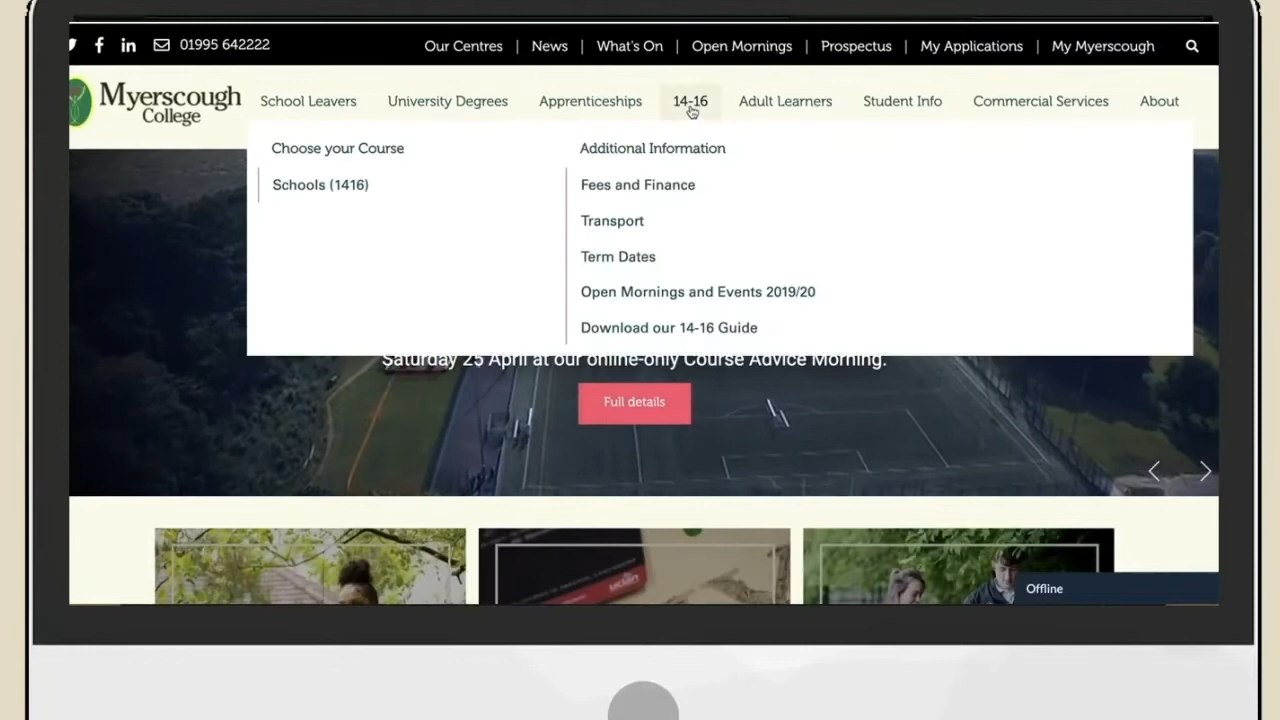 01995 642222
Our Centres | News | What's On | Open Mornings | Prospectus | My Applications | My Myerscough
Myerscough
College
School Leavers
University Degrees
Apprenticeships
14-16
Adult Learners
Student Info
Commercial Services
About
Choose your Course
Schools (1416)
Additional Information
Fees and Finance
Transport
Term Dates
Open Mornings and Events 2019/20
Download our 14-16 Guide
Saturday 25 April at our online-only Course Advice Morning.
Full details
uclan
Offline